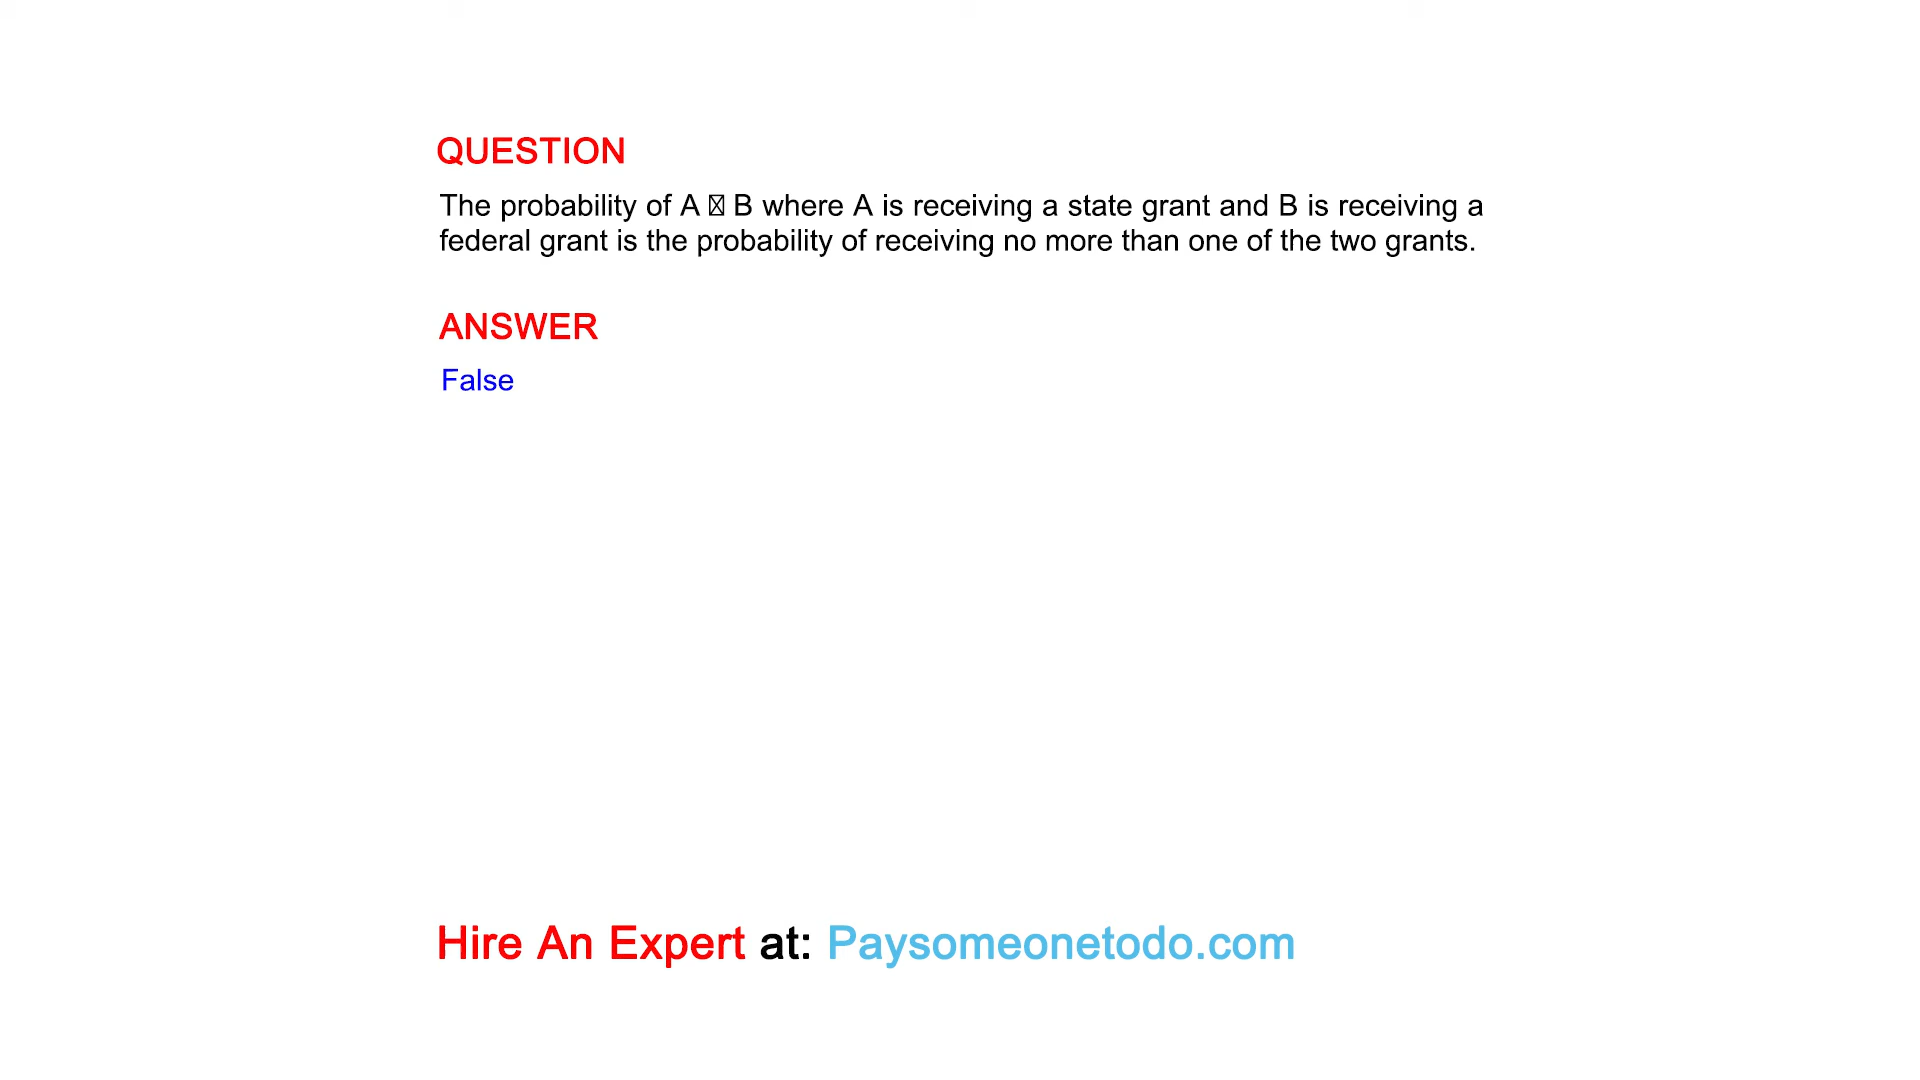 QUESTION
The probability of A  B where A is receiving a state grant and B is receiving a
federal grant is the probability of receiving no more than one of the two grants.
ANSWER
False
Hire An Expert at: Paysomeonetodo.com